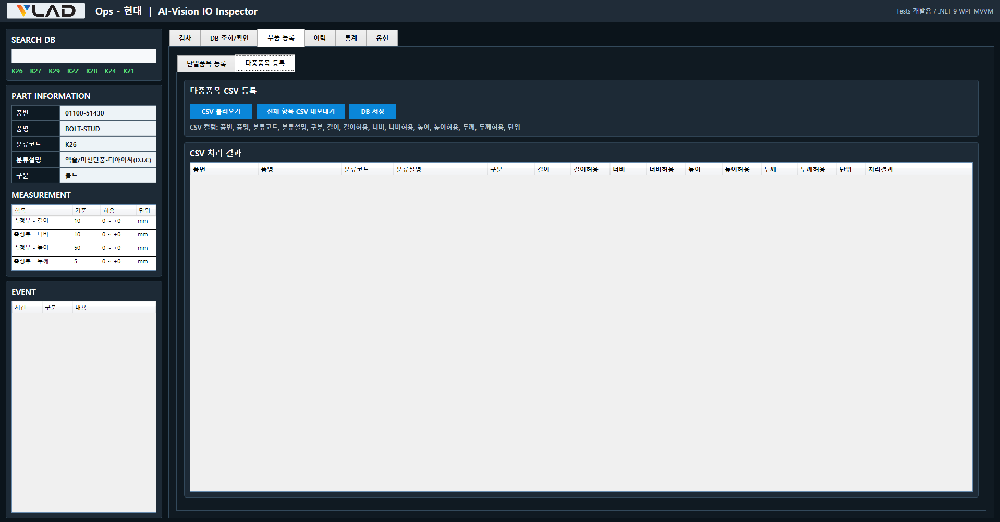 VLAD Ops - 현대 | AI-Vision IO Inspector
Tests 개발용 / .NET 9 WPF MVVM
SEARCH DB
K26 K27 K29 K2Z K28 K24 K21
PART INFORMATION
품번 01100-51430
품명 BOLT-STUD
분류코드 K26
분류설명 액슬/미션단품-디아이씨(D.I.C)
구분 볼트
MEASUREMENT
항목 기준 허용 단위
측정부 - 길이 10 0 ~ +0 mm
측정부 - 너비 10 0 ~ +0 mm
측정부 - 높이 50 0 ~ +0 mm
측정부 - 두께 5 0 ~ +0 mm
EVENT
시간 구분 내용
검사 DB 조회/확인 부품 등록 이력 통계 옵션
단일품목 등록 다중품목 등록
다중품목 CSV 등록
CSV 불러오기 전체 항목 CSV 내보내기 DB 저장
CSV 컬럼: 품번, 품명, 분류코드, 분류설명, 구분, 길이, 길이허용, 너비, 너비허용, 높이, 높이허용, 두께, 두께허용, 단위
CSV 처리 결과
품번 품명 분류코드 분류설명 구분 길이 길이허용 너비 너비허용 높이 높이허용 두께 두께허용 단위 처리결과